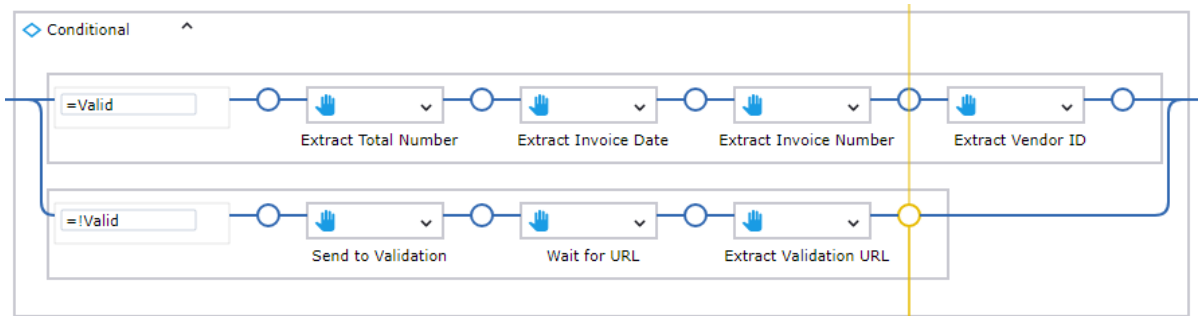 Conditional
=Valid
Extract Total Number
Extract Invoice Date
Extract Invoice Number
Extract Vendor ID
=!Valid
Send to Validation
Wait for URL
Extract Validation URL